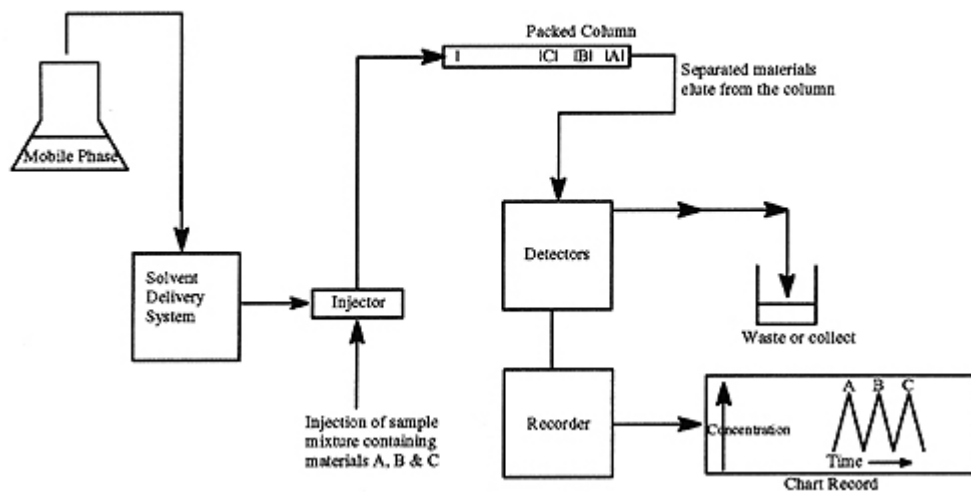 Packed Column
|C| |B| |A|
Separated materials
elute from the column
Mobile Phase
Solvent
Delivery
System
Injector
Injection of sample
mixture containing
materials A, B & C
Detectors
Waste or collect
Recorder
A B C
Concentration
Time
Chart Record